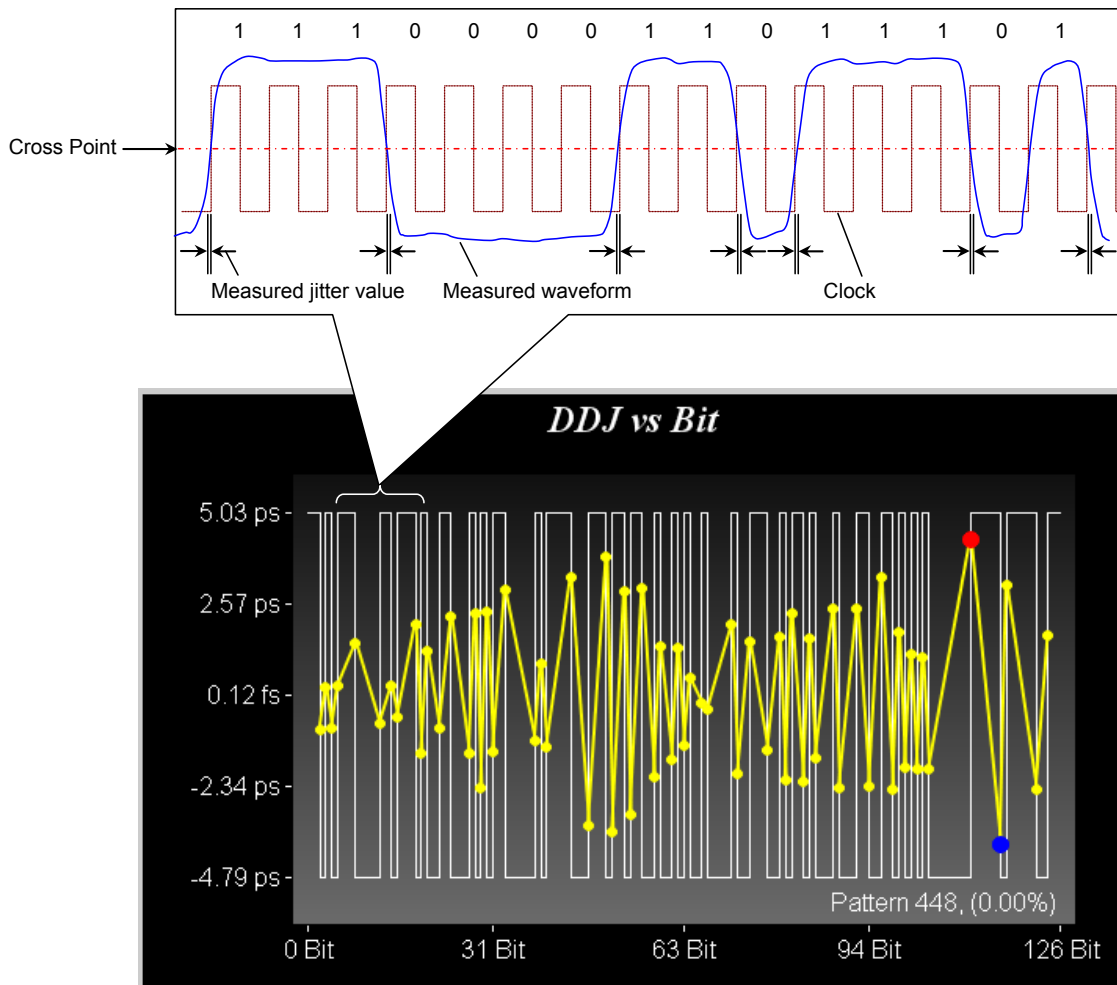 1 1 1 0 0 0 0 1 1 0 1 1 1 0 1
Cross Point
Measured jitter value
Measured waveform
Clock
DDJ vs Bit
5.03 ps
2.57 ps
0.12 fs
-2.34 ps
-4.79 ps
Pattern 448, (0.00%)
0 Bit
31 Bit
63 Bit
94 Bit
126 Bit